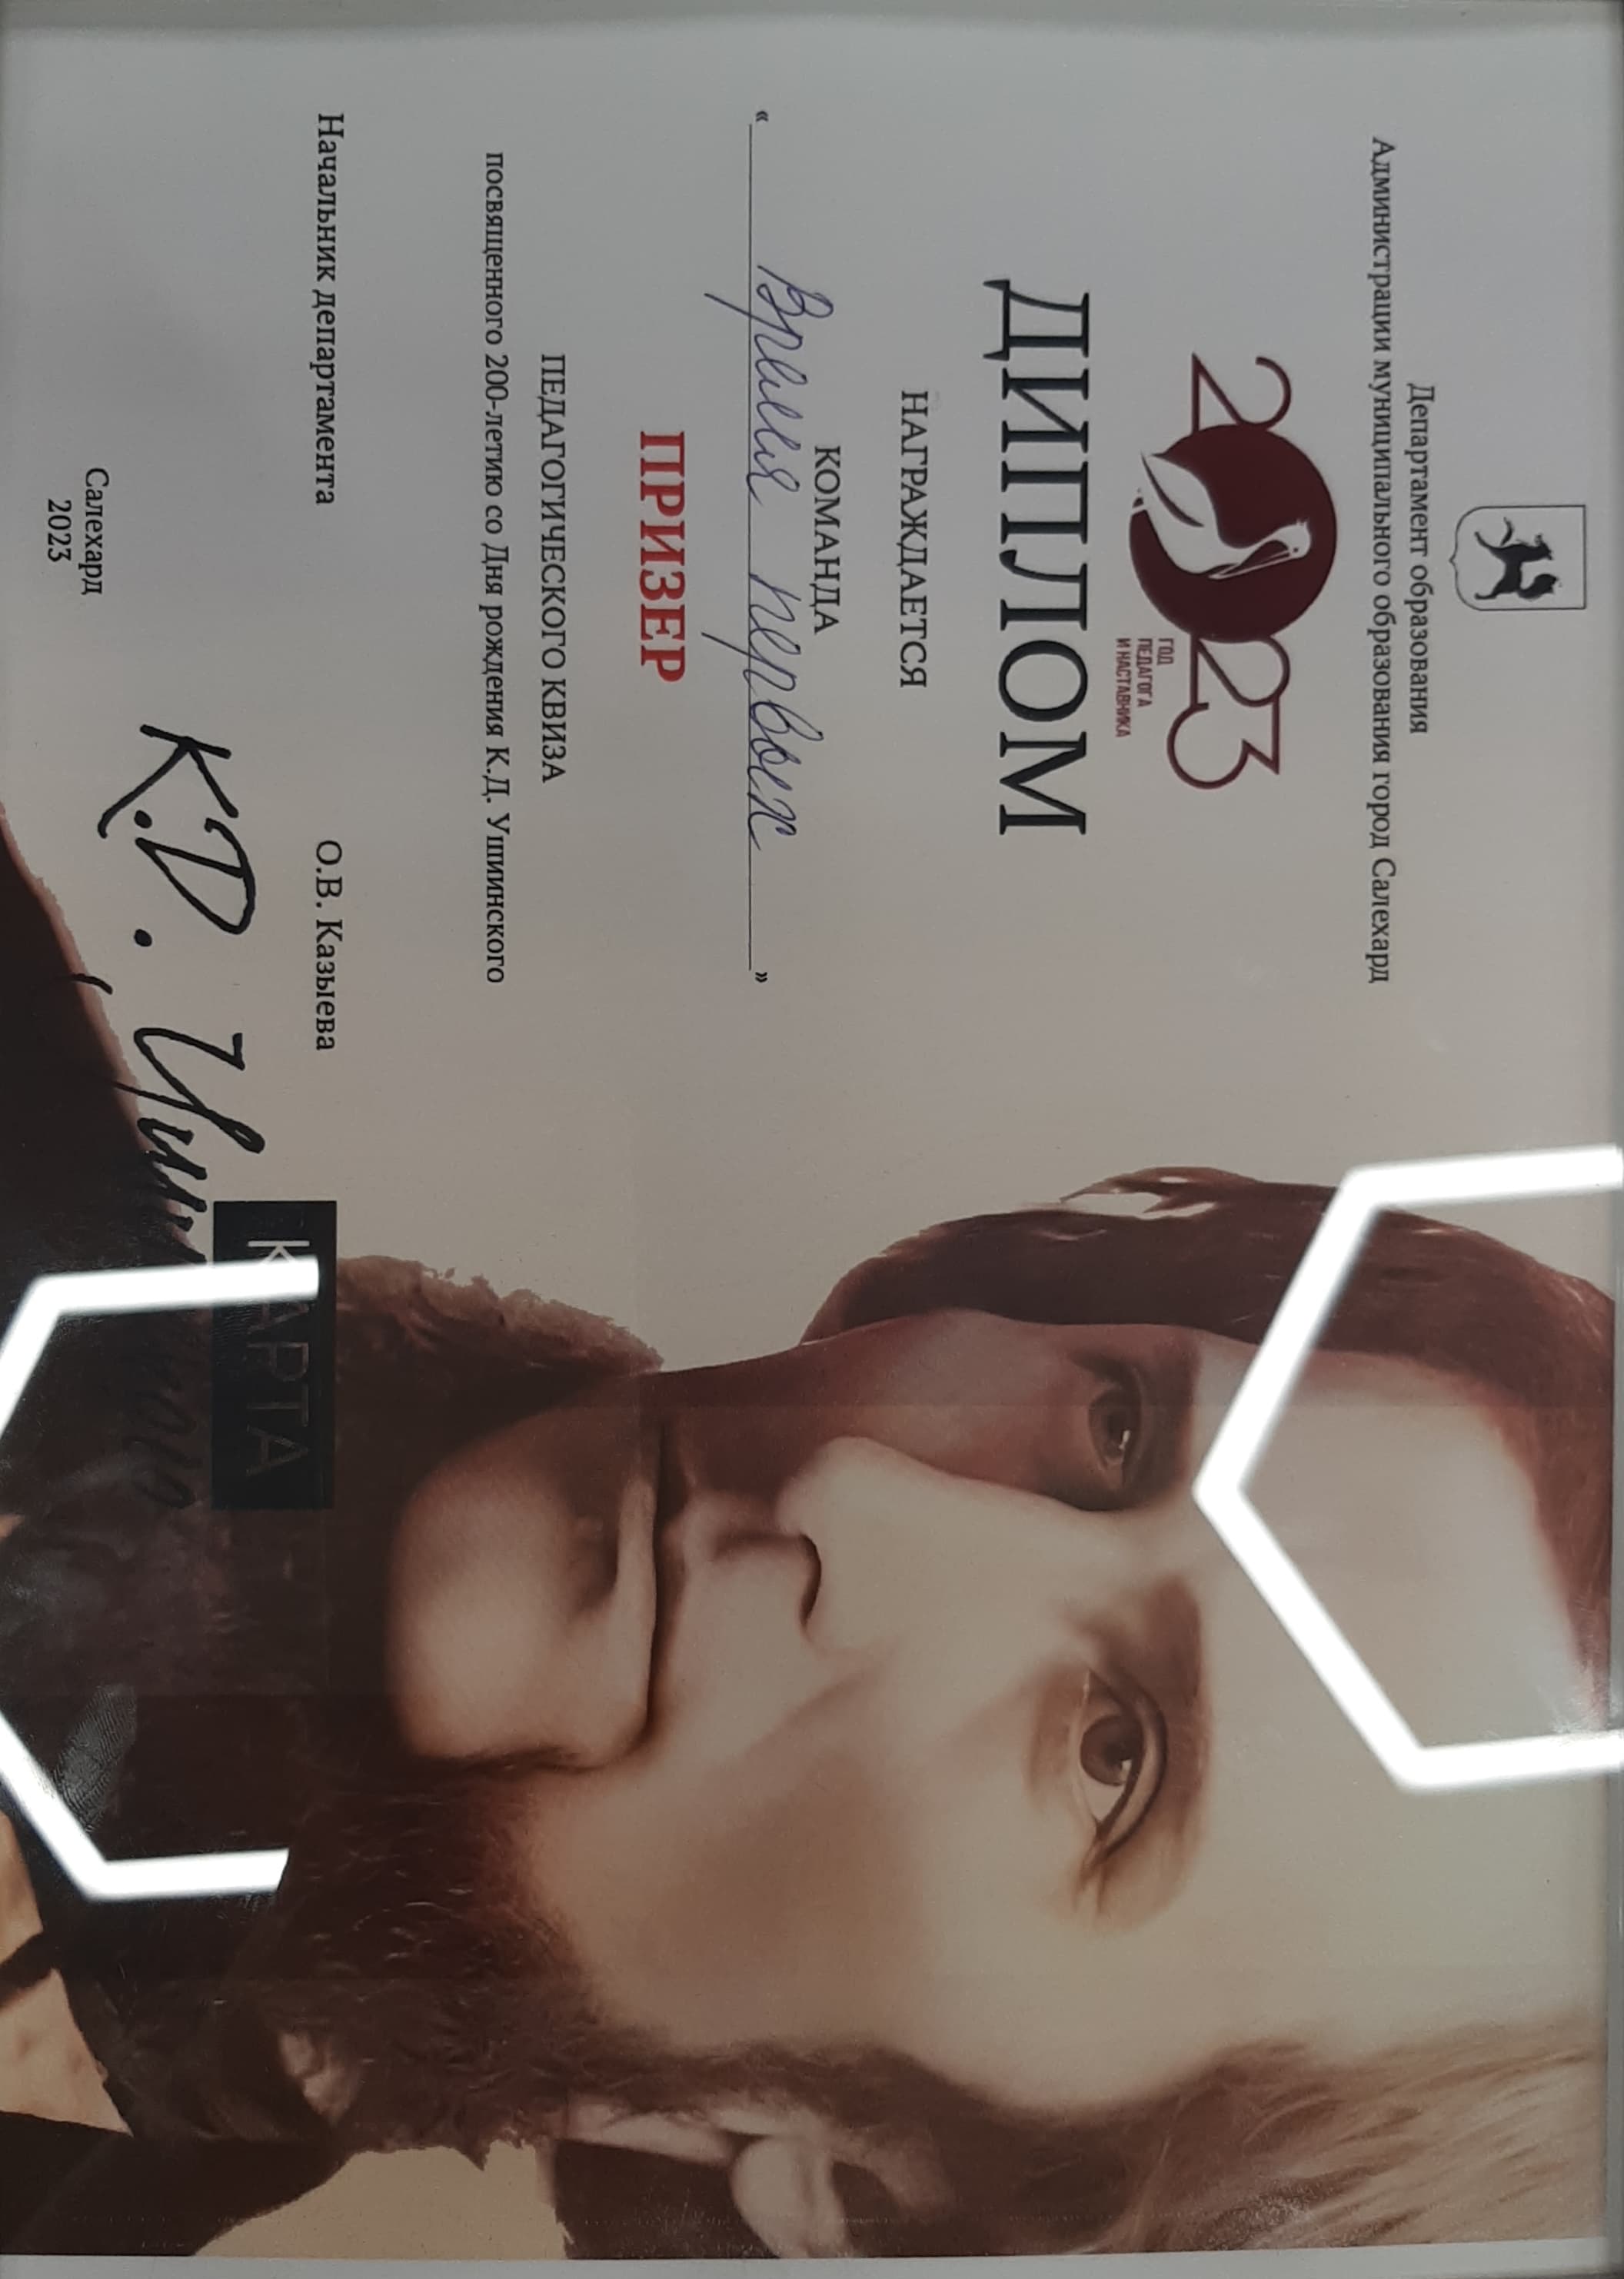 Департамент образования
Администрации муниципального образования город Салехард
2023
ГОД
ПЕДАГОГА
И НАСТАВНИКА
ДИПЛОМ
НАГРАЖДАЕТСЯ
КОМАНДА
« Время первых »
ПРИЗЕР
ПЕДАГОГИЧЕСКОГО КВИЗА
посвященного 200-летию со Дня рождения К.Д. Ушинского
Начальник департамента О.В. Казыева
К.Д.
КАРТА
Салехард
2023